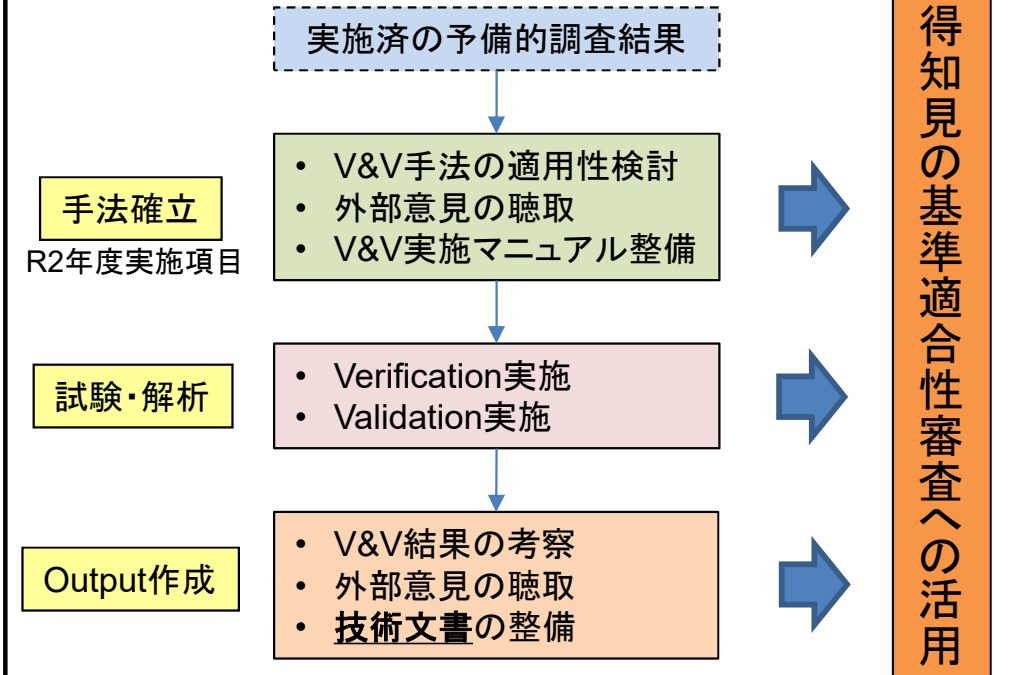 実施済の予備的調査結果
手法確立
R2年度実施項目
• V&V手法の適用性検討
• 外部意見の聴取
• V&V実施マニュアル整備
試験・解析
• Verification実施
• Validation実施
Output作成
• V&V結果の考察
• 外部意見の聴取
• 技術文書の整備
得知見の基準適合性審査への活用